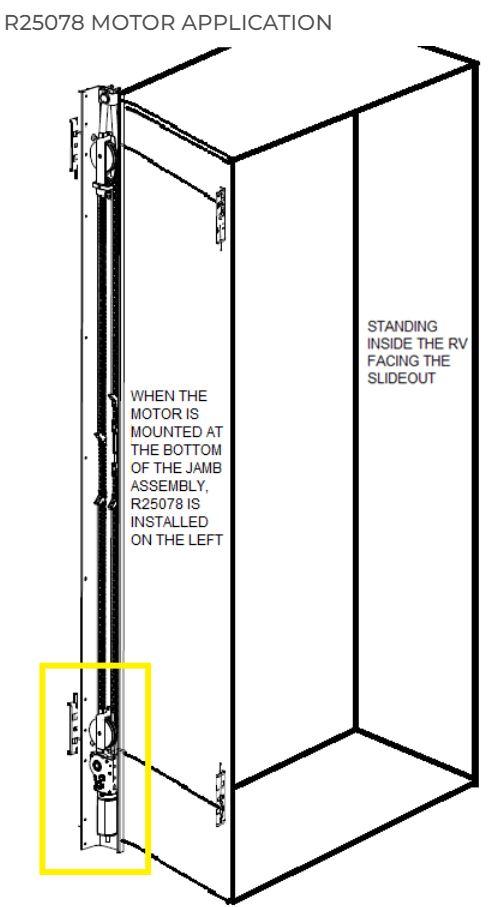 R25078 MOTOR APPLICATION
STANDING
INSIDE THE RV
FACING THE
SLIDEOUT
WHEN THE
MOTOR IS
MOUNTED AT
THE BOTTOM
OF THE JAMB
ASSEMBLY,
R25078 IS
INSTALLED
ON THE LEFT